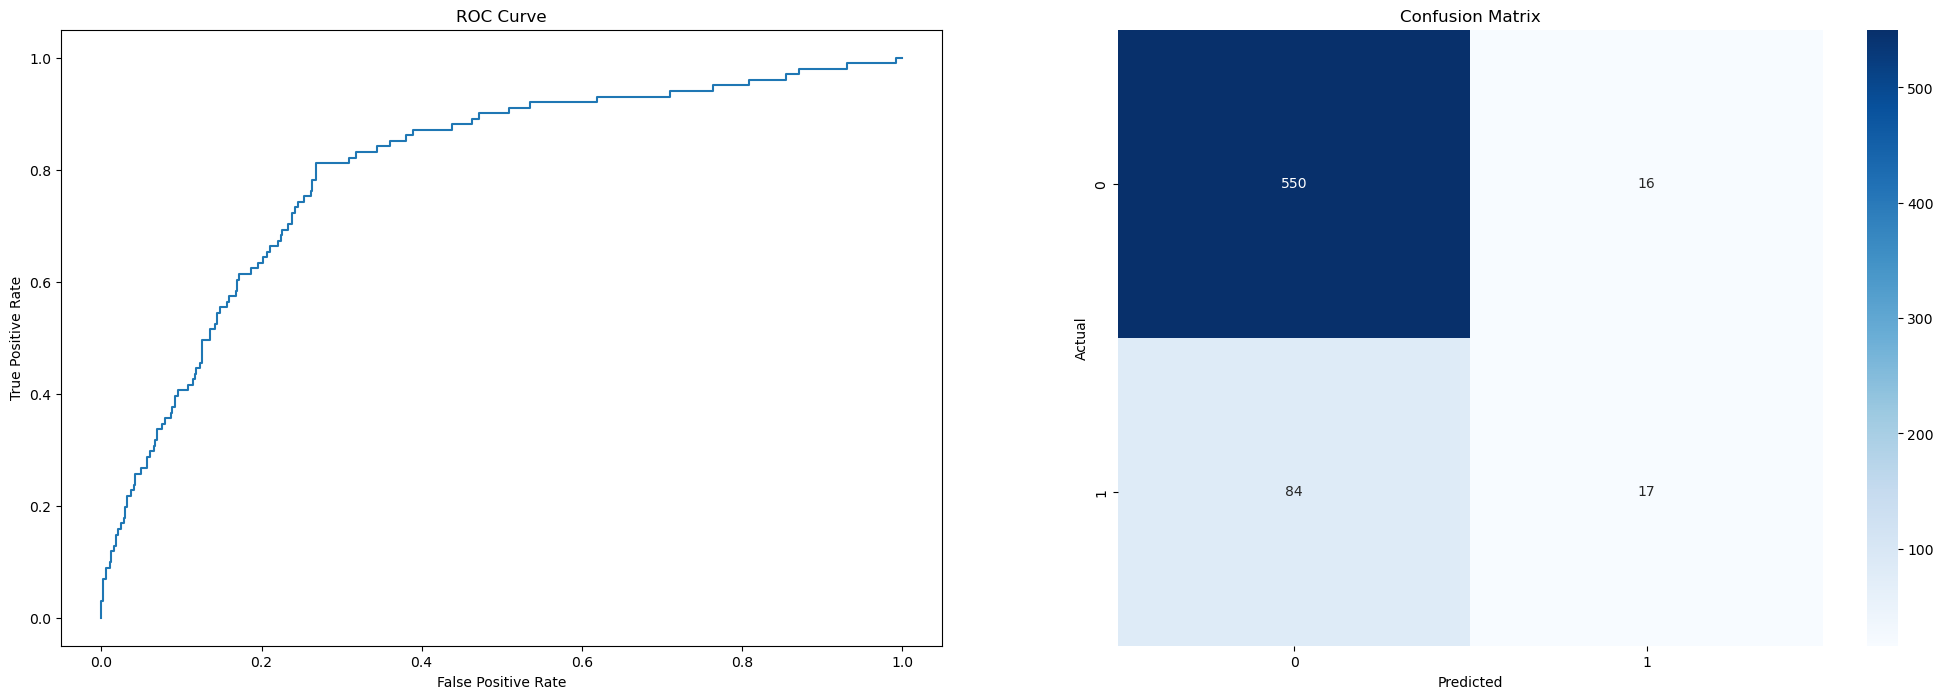 ROC Curve
1.0
0.8
0.6
0.4
0.2
0.0
True Positive Rate
0.0 0.2 0.4 0.6 0.8 1.0
False Positive Rate
Confusion Matrix
0
1
Actual
550 16
84 17
0 1
Predicted
500
400
300
200
100